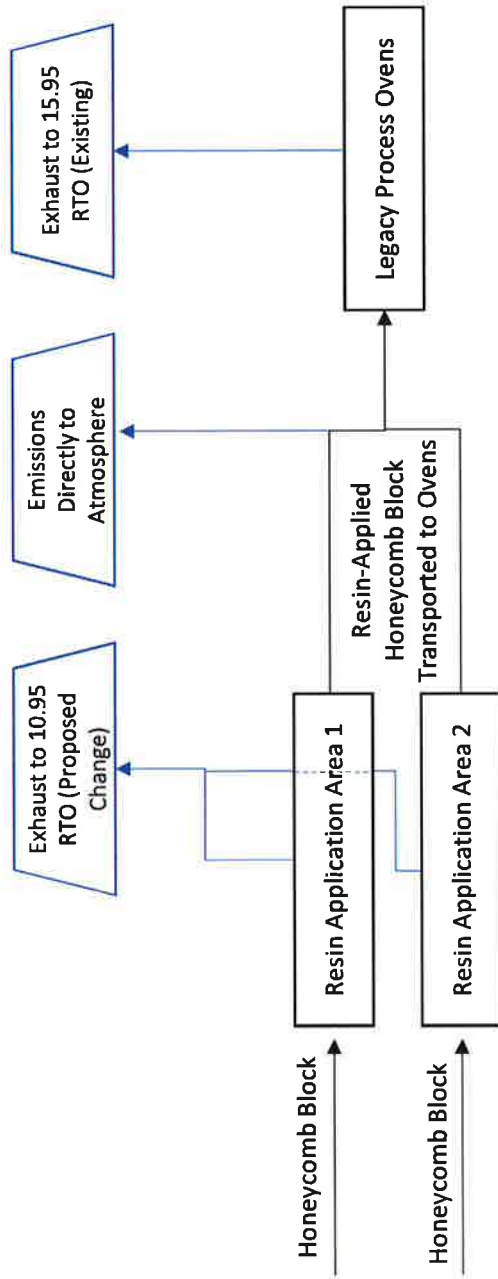 Exhaust to 10.95
RTO (Proposed
Change)
Emissions
Directly to
Atmosphere
Exhaust to 15.95
RTO (Existing)
Honeycomb Block
Resin Application Area 1
Resin-Applied
Honeycomb Block
Transported to Ovens
Legacy Process Ovens
Honeycomb Block
Resin Application Area 2